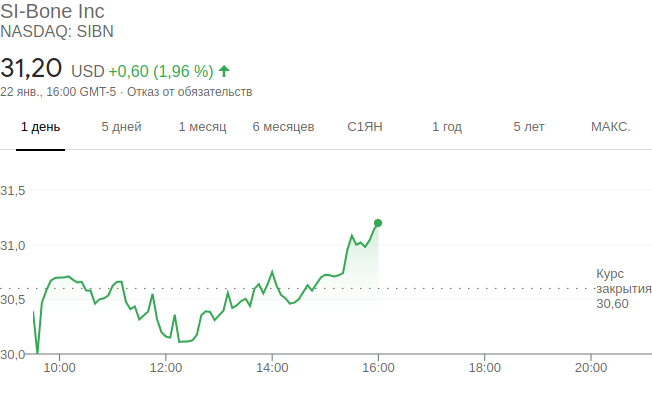 SI-Bone Inc
NASDAQ: SIBN
31,20 USD +0,60 (1,96 %)
22 янв., 16:00 GMT-5 · Отказ от обязательств
1 день 5 дней 1 месяц 6 месяцев С1ЯН 1 год 5 лет МАКС.
31,5
31,0
Курс
закрытия
30,60
30,5
30,0
10:00 12:00 14:00 16:00 18:00 20:00